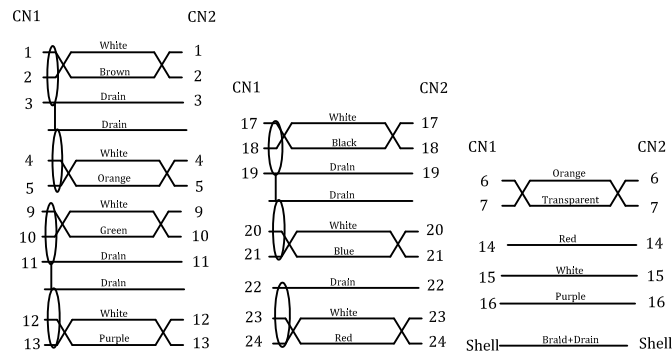 CN1 CN2
1 White 1
2 Brown 2
3 Drain 3
Drain
4 White 4
5 Orange 5
9 White 9
10 Green 10
11 Drain 11
Drain
12 White 12
13 Purple 13
CN1 CN2
17 White 17
18 Black 18
19 Drain 19
Drain
20 White 20
21 Blue 21
22 Drain 22
23 White 23
24 Red 24
CN1 CN2
6 Orange 6
7 Transparent 7
14 Red 14
15 White 15
16 Purple 16
Shell Braid+Drain Shell